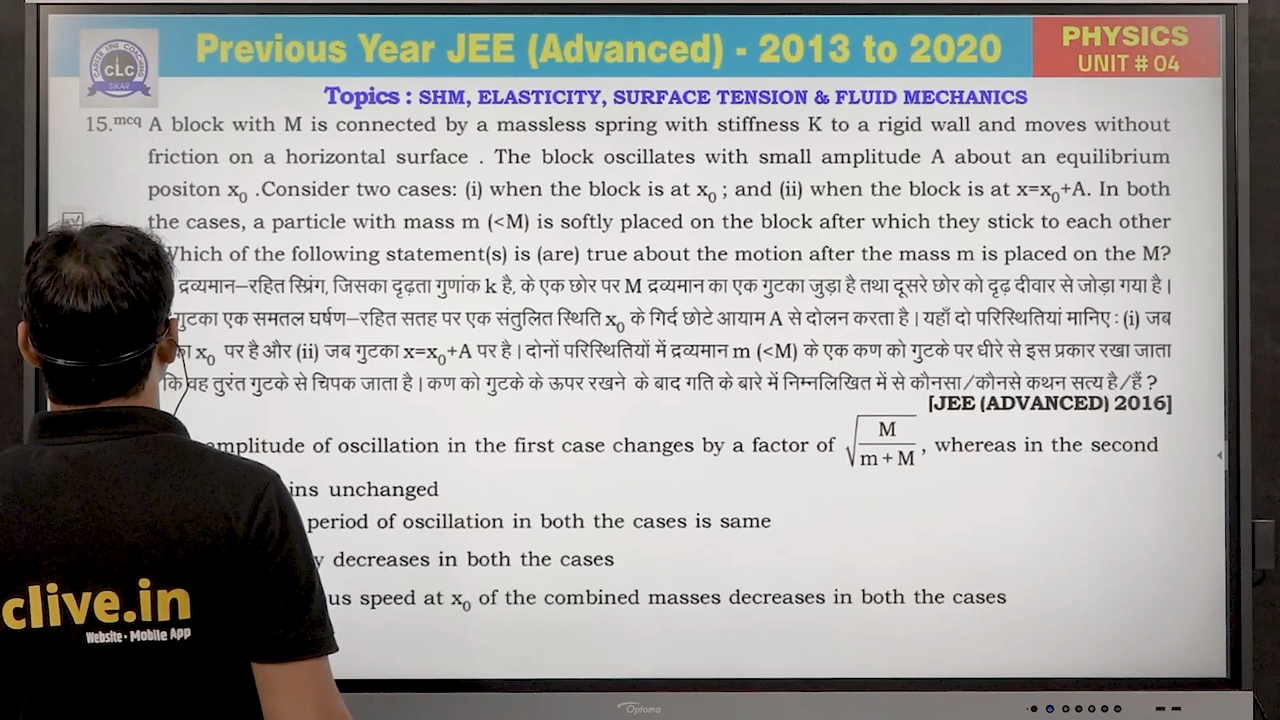 Previous Year JEE (Advanced) - 2013 to 2020
PHYSICS
UNIT # 04
CLC
SIKAR
Topics : SHM, ELASTICITY, SURFACE TENSION & FLUID MECHANICS
15.mcq A block with M is connected by a massless spring with stiffness K to a rigid wall and moves without
friction on a horizontal surface . The block oscillates with small amplitude A about an equilibrium
positon x0 .Consider two cases: (i) when the block is at x0 ; and (ii) when the block is at x=x0+A. In both
the cases, a particle with mass m (<M) is softly placed on the block after which they stick to each other
Which of the following statement(s) is (are) true about the motion after the mass m is placed on the M?
द्रव्यमान–रहित स्प्रिंग, जिसका दृढ़ता गुणांक k है, के एक छोर पर M द्रव्यमान का एक गुटका जुड़ा है तथा दूसरे छोर को दृढ़ दीवार से जोड़ा गया है।
गुटका एक समतल घर्षण–रहित सतह पर एक संतुलित स्थिति x0 के गिर्द छोटे आयाम A से दोलन करता है। यहाँ दो परिस्थितियां मानिए : (i) जब
x0 पर है और (ii) जब गुटका x=x0+A पर है। दोनों परिस्थितियों में द्रव्यमान m (<M) के एक कण को गुटके पर धीरे से इस प्रकार रखा जाता
कि वह तुरंत गुटके से चिपक जाता है। कण को गुटके के ऊपर रखने के बाद गति के बारे में निम्नलिखित में से कौनसा/कौनसे कथन सत्य है/हैं ?
[JEE (ADVANCED) 2016]
amplitude of oscillation in the first case changes by a factor of √(M/(m + M)) , whereas in the second
ins unchanged
period of oscillation in both the cases is same
y decreases in both the cases
us speed at x0 of the combined masses decreases in both the cases
clive.in
Website • Mobile App
Optoma